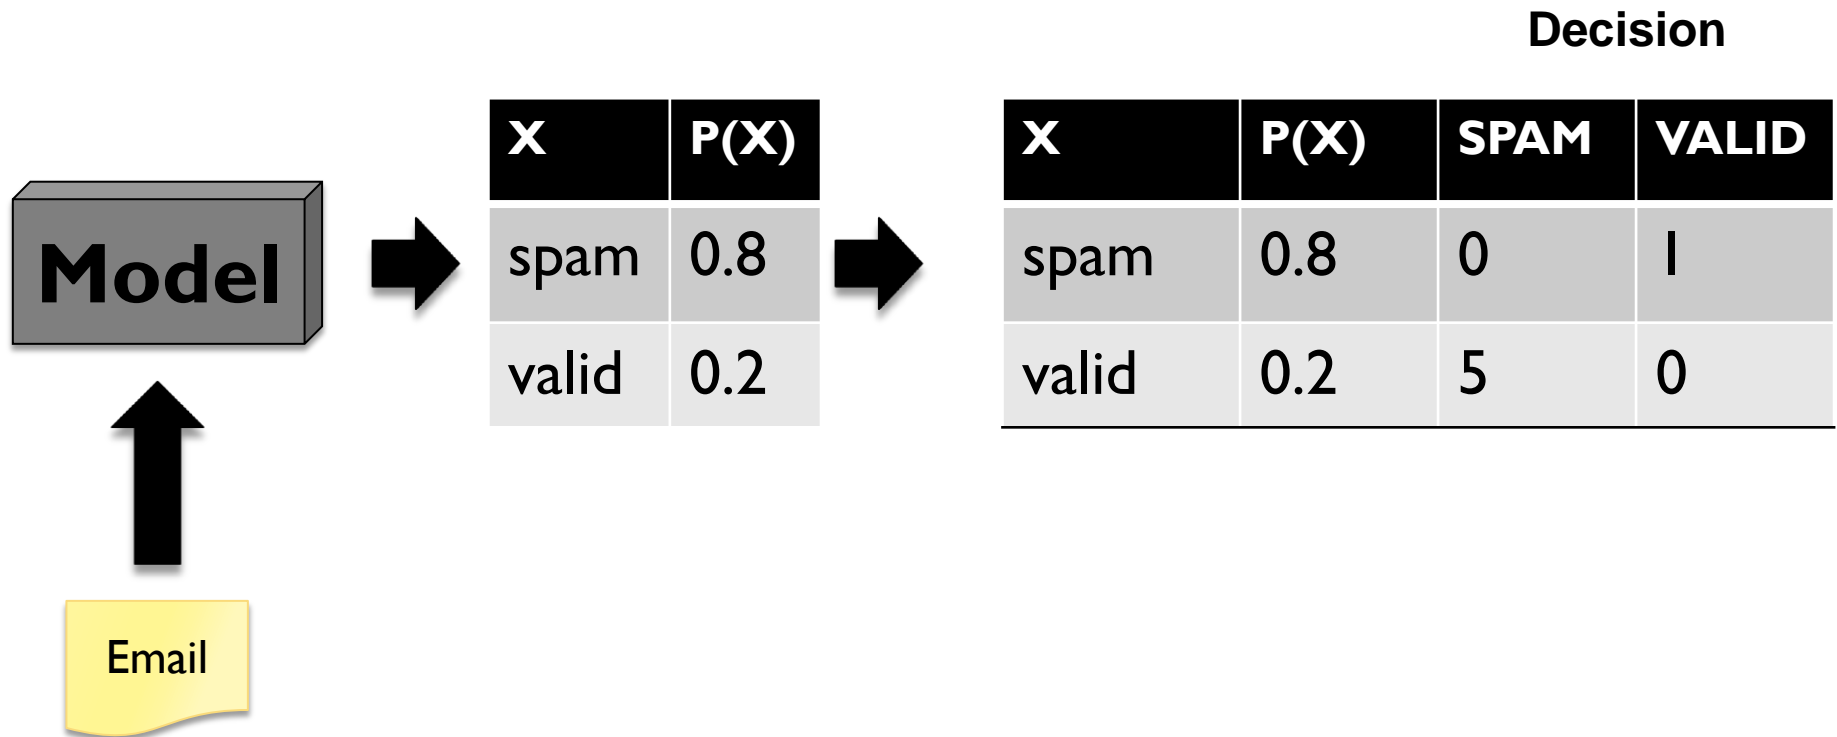 Decision
X P(X)
spam 0.8
valid 0.2
X P(X) SPAM VALID
spam 0.8 0 1
valid 0.2 5 0
Model
Email